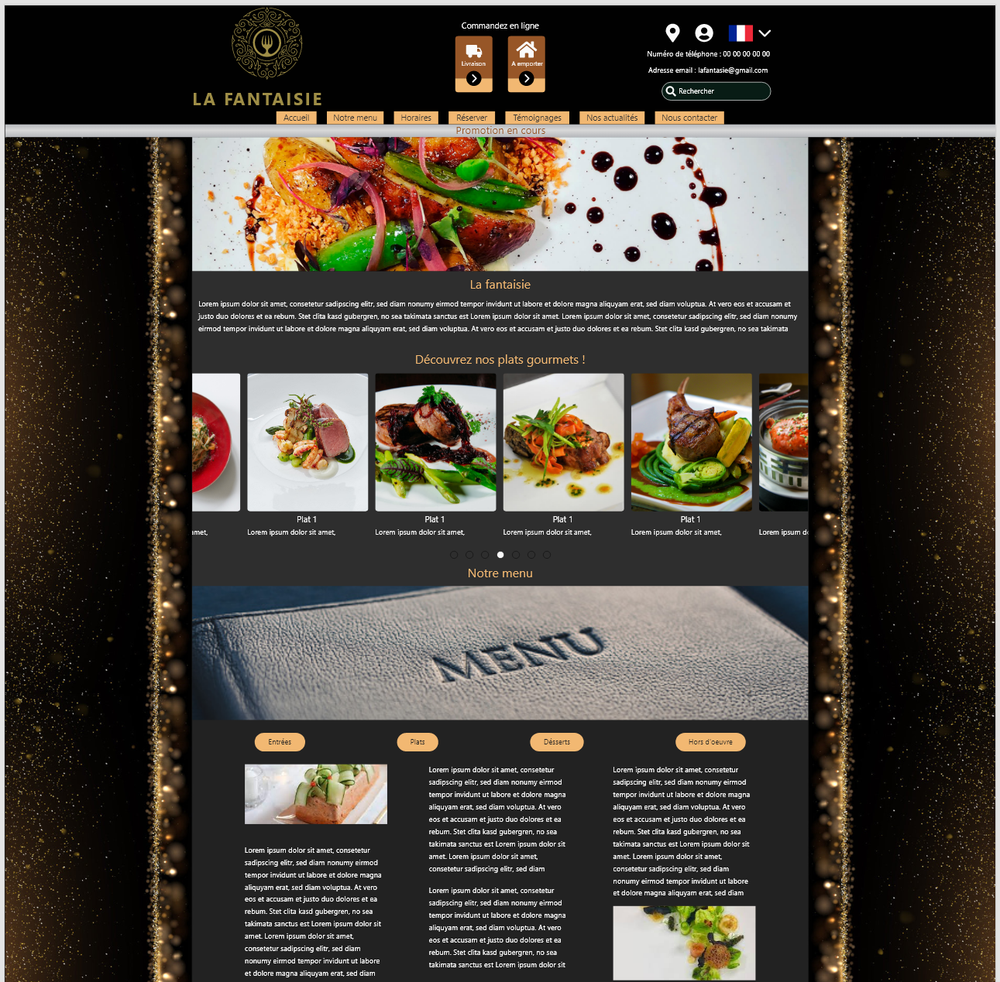 Commandez en ligne
Livraison
A emporter
Numéro de téléphone : 00 00 00 00 00
Adresse email : lafantasie@gmail.com
Rechercher
LA FANTAISIE
Accueil
Notre menu
Horaires
Réserver
Témoignages
Nos actualités
Nous contacter
Promotion en cours
La fantaisie
Lorem ipsum dolor sit amet, consetetur sadipscing elitr, sed diam nonumy eirmod tempor invidunt ut labore et dolore magna aliquyam erat, sed diam voluptua. At vero eos et accusam et
justo duo dolores et ea rebum. Stet clita kasd gubergren, no sea takimata sanctus est Lorem ipsum dolor sit amet. Lorem ipsum dolor sit amet, consetetur sadipscing elitr, sed diam nonumy
eirmod tempor invidunt ut labore et dolore magna aliquyam erat, sed diam voluptua. At vero eos et accusam et justo duo dolores et ea rebum. Stet clita kasd gubergren, no sea takimata
Découvrez nos plats gourmets !
Plat 1
Plat 1
Plat 1
Plat 1
amet,
Lorem ipsum dolor sit amet,
Lorem ipsum dolor sit amet,
Lorem ipsum dolor sit amet,
Lorem ipsum dolor sit amet,
Lorem ipsum d
Notre menu
MENU
Entrées
Plats
Désserts
Hors d'oeuvre
Lorem ipsum dolor sit amet, consetetur
sadipscing elitr, sed diam nonumy eirmod
tempor invidunt ut labore et dolore magna
aliquyam erat, sed diam voluptua. At vero
eos et accusam et justo duo dolores et ea
rebum. Stet clita kasd gubergren, no sea
takimata sanctus est Lorem ipsum dolor sit
amet. Lorem ipsum dolor sit amet,
consetetur sadipscing elitr, sed diam
nonumy eirmod tempor invidunt ut labore
et dolore magna aliquyam erat, sed diam
Lorem ipsum dolor sit amet, consetetur
sadipscing elitr, sed diam nonumy eirmod
tempor invidunt ut labore et dolore magna
aliquyam erat, sed diam voluptua. At vero
eos et accusam et justo duo dolores et ea
rebum. Stet clita kasd gubergren, no sea
takimata sanctus est Lorem ipsum dolor sit
amet. Lorem ipsum dolor sit amet,
consetetur sadipscing elitr, sed diam
Lorem ipsum dolor sit amet, consetetur
sadipscing elitr, sed diam nonumy eirmod
tempor invidunt ut labore et dolore magna
aliquyam erat, sed diam voluptua. At vero
eos et accusam et justo duo dolores et ea
rebum. Stet clita kasd gubergren, no sea
takimata sanctus est Lorem ipsum dolor sit
Lorem ipsum dolor sit amet, consetetur
sadipscing elitr, sed diam nonumy eirmod
tempor invidunt ut labore et dolore magna
aliquyam erat, sed diam voluptua. At vero
eos et accusam et justo duo dolores et ea
rebum. Stet clita kasd gubergren, no sea
takimata sanctus est Lorem ipsum dolor sit
amet. Lorem ipsum dolor sit amet,
consetetur sadipscing elitr, sed diam
nonumy eirmod tempor invidunt ut labore
et dolore magna aliquyam erat, sed diam